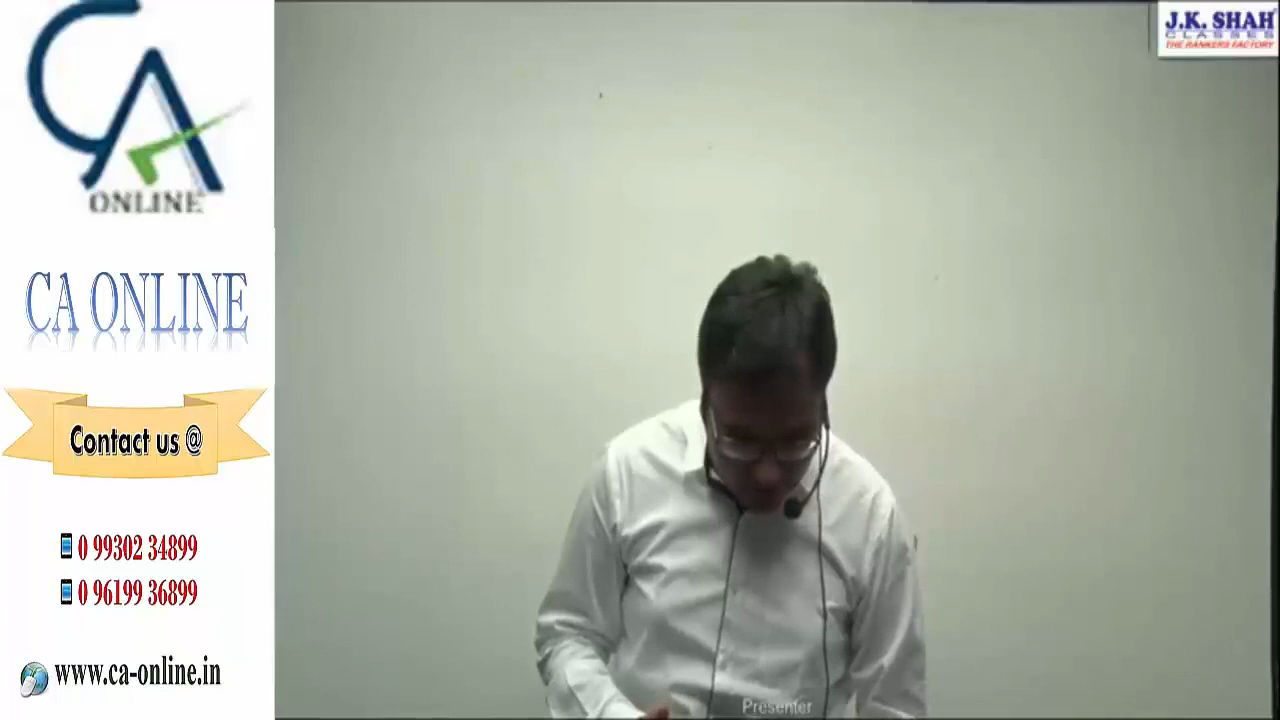 CA
ONLINE
CA ONLINE
Contact us @
0 99302 34899
0 96199 36899
www.ca-online.in
J.K. SHAH
CLASSES
THE RANKERS FACTORY
Presenter